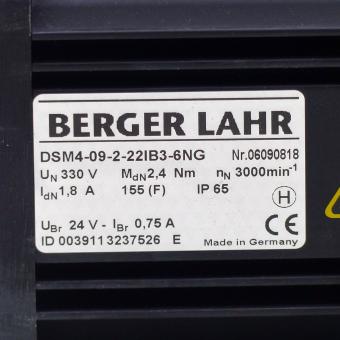 BERGER LAHR
DSM4-09-2-22IB3-6NG Nr.06090818
UN 330 V MdN2,4 Nm nN 3000min-1
IdN1,8 A 155 (F) IP 65
H
UBr 24 V - IBr 0,75 A CE
ID 0039113237526 E Made in Germany